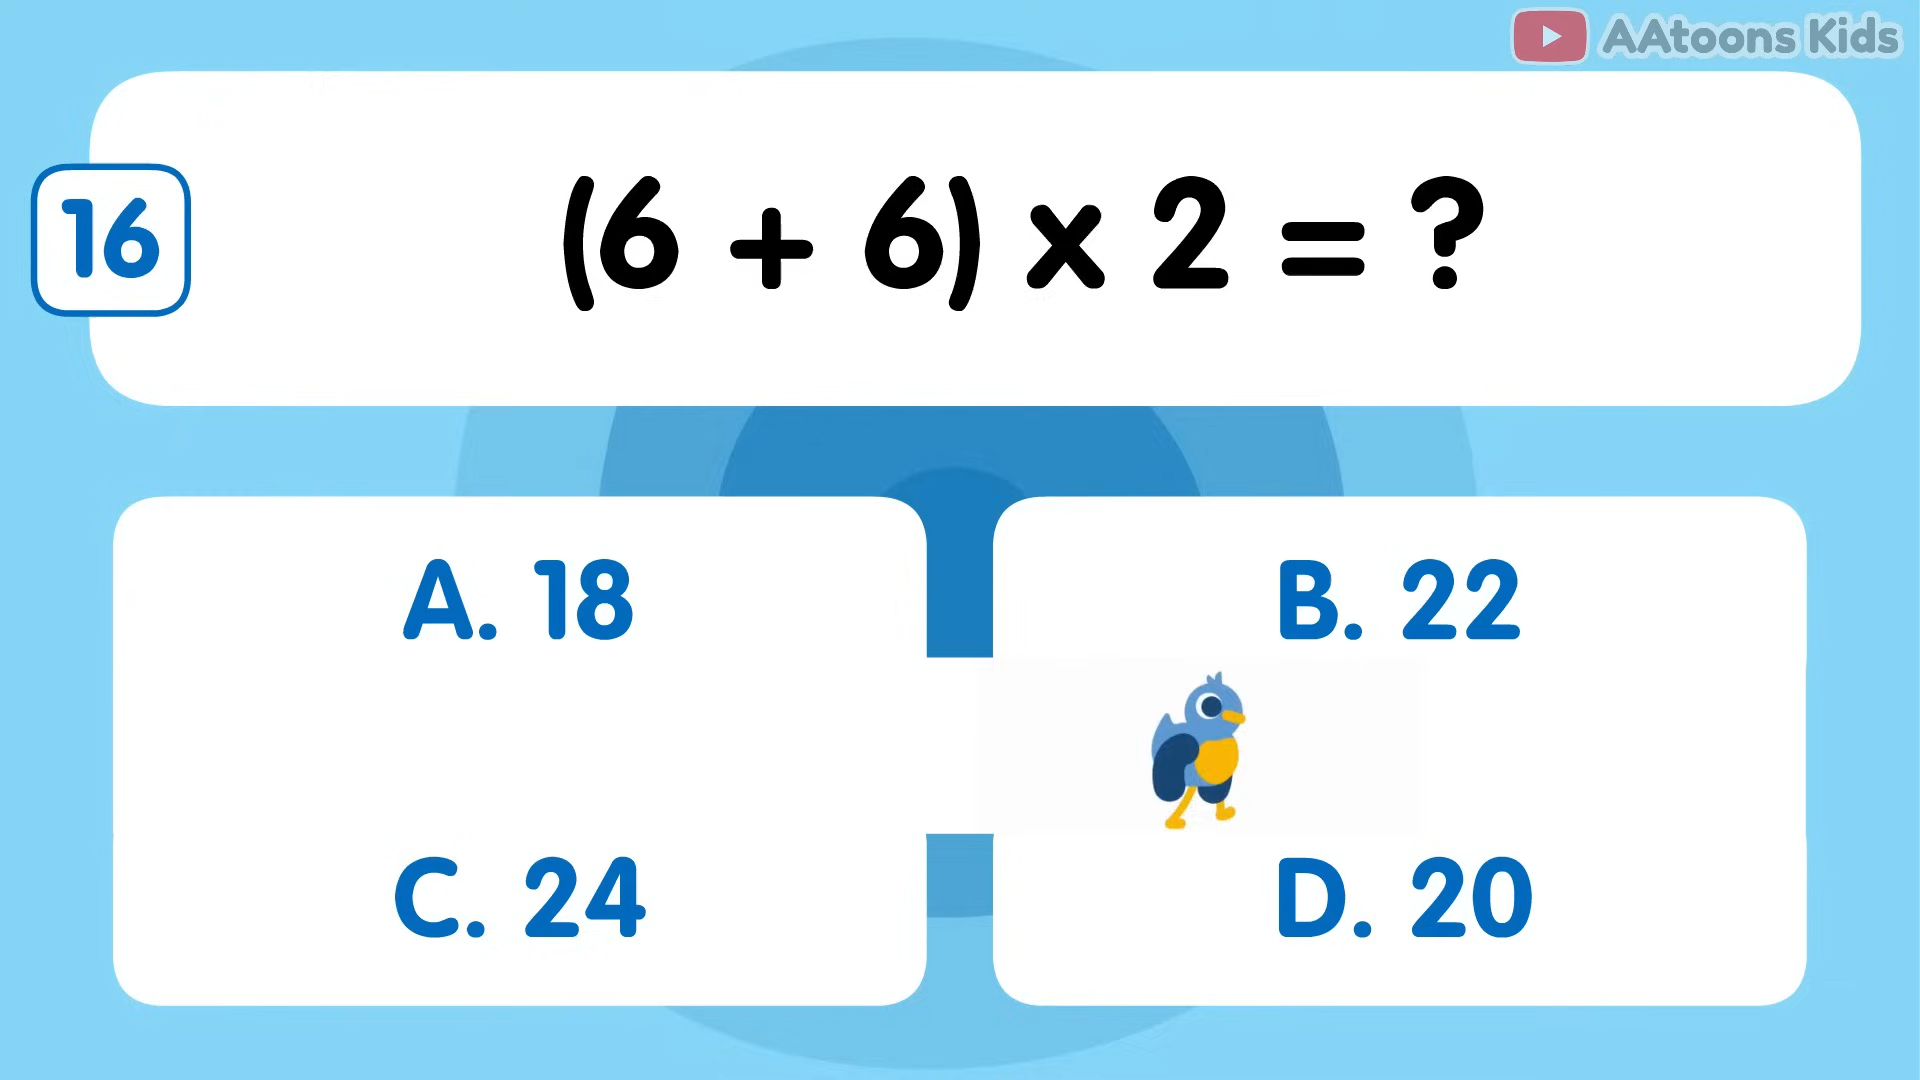 AAtoons Kids
16
(6 + 6) x 2 = ?
A. 18
B. 22
C. 24
D. 20